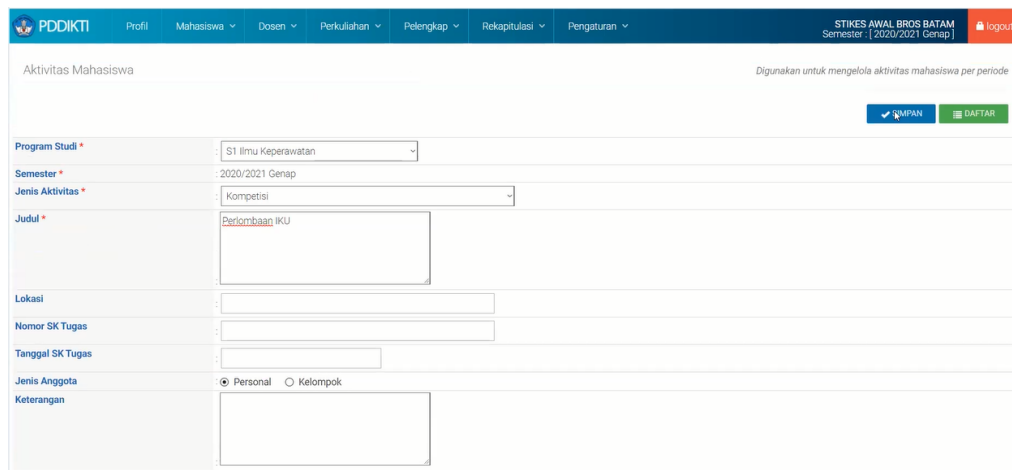 PDDIKTI Profil Mahasiswa Dosen Perkuliahan Pelengkap Rekapitulasi Pengaturan STIKES AWAL BROS BATAM logout
Semester : [ 2020/2021 Genap ]
Aktivitas Mahasiswa Digunakan untuk mengelola aktivitas mahasiswa per periode
SIMPAN DAFTAR
Program Studi * : S1 Ilmu Keperawatan
Semester * : 2020/2021 Genap
Jenis Aktivitas * : Kompetisi
Judul * : Perlombaan IKU
Lokasi :
Nomor SK Tugas :
Tanggal SK Tugas :
Jenis Anggota : Personal Kelompok
Keterangan :